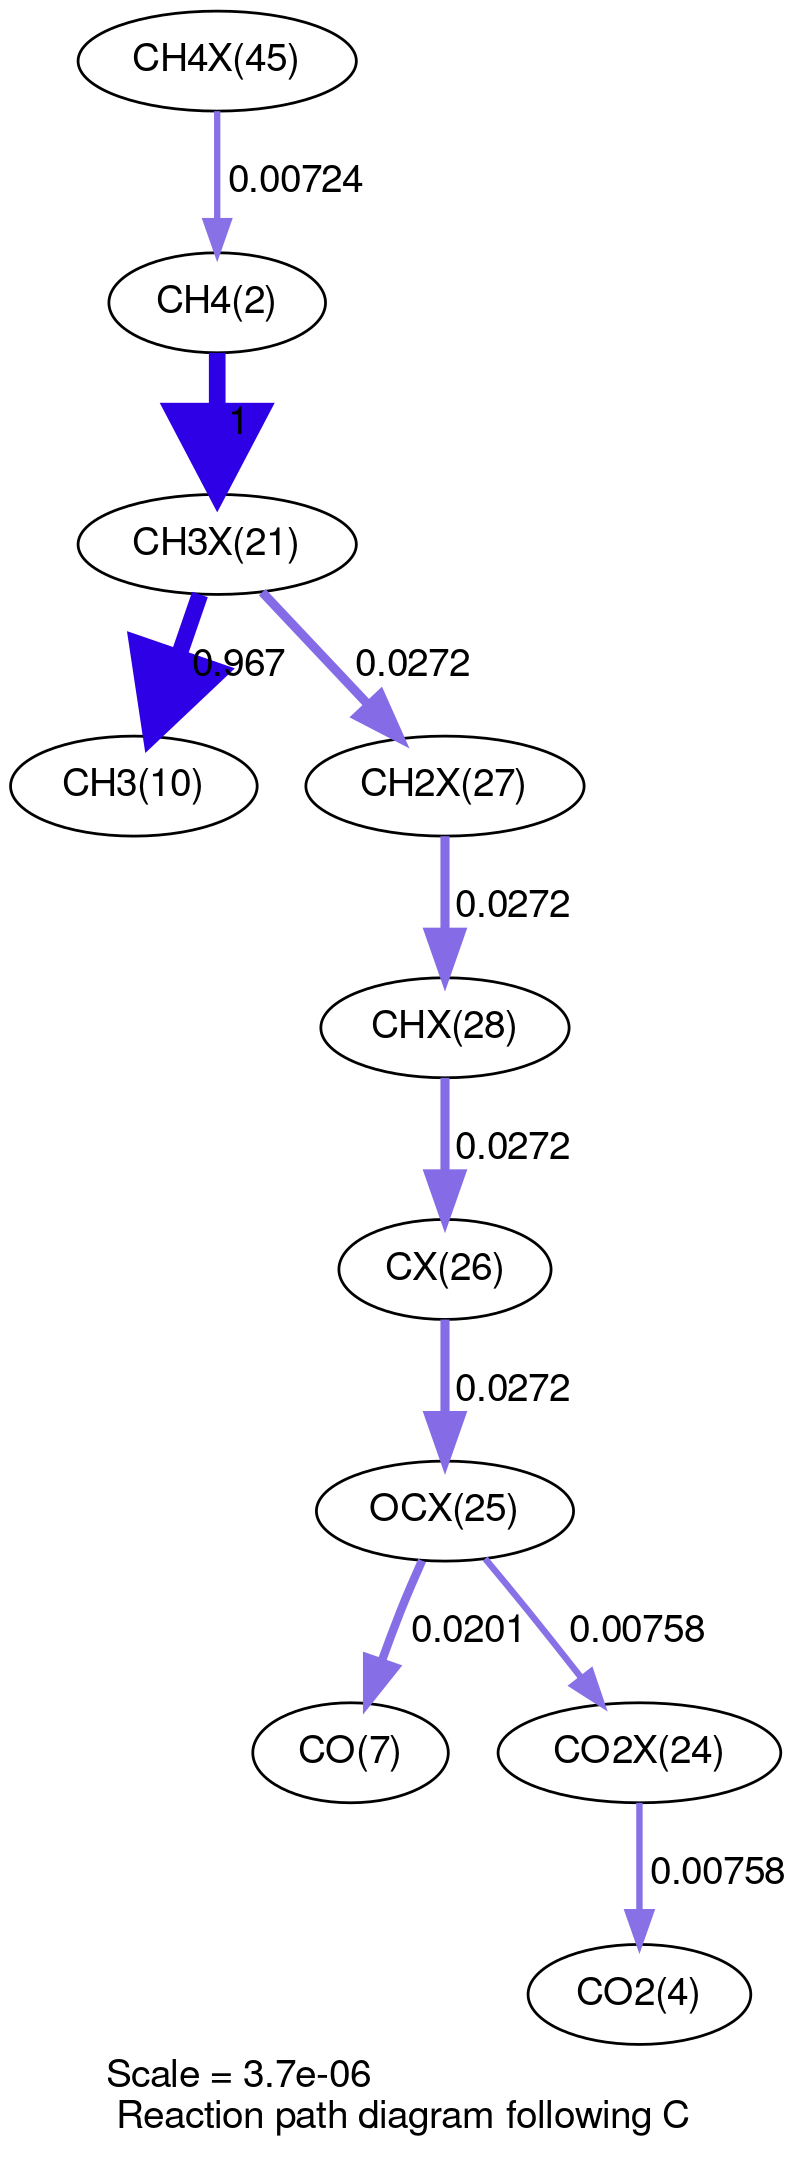 CH4X(45)
0.00724
CH4(2)
1
CH3X(21)
0.967
0.0272
CH3(10)
CH2X(27)
0.0272
CHX(28)
0.0272
CX(26)
0.0272
OCX(25)
0.0201
0.00758
CO(7)
CO2X(24)
0.00758
CO2(4)
Scale = 3.7e-06
Reaction path diagram following C